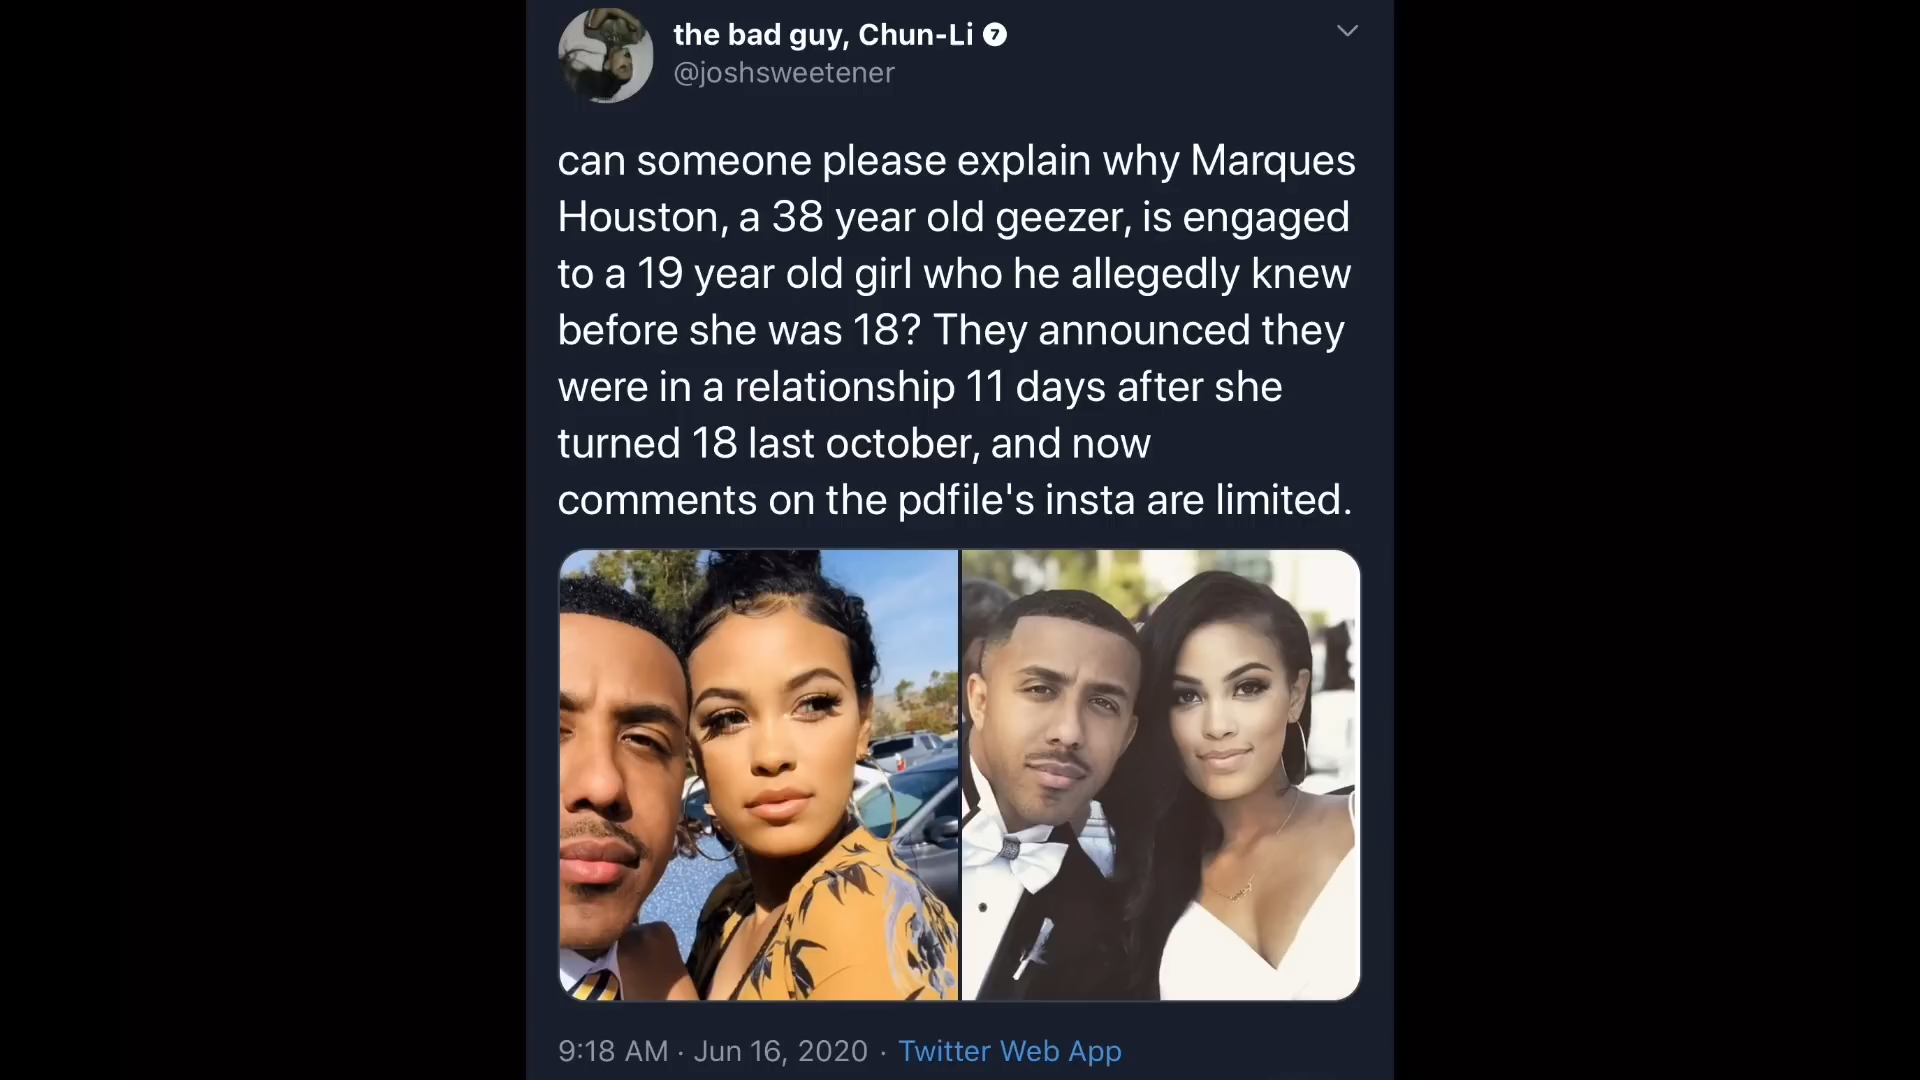 the bad guy, Chun-Li 7
@joshsweetener
can someone please explain why Marques
Houston, a 38 year old geezer, is engaged
to a 19 year old girl who he allegedly knew
before she was 18? They announced they
were in a relationship 11 days after she
turned 18 last october, and now
comments on the pdfile's insta are limited.
9:18 AM · Jun 16, 2020 · Twitter Web App